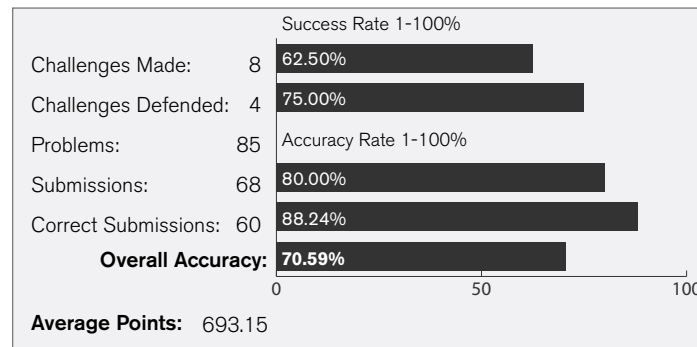 Success Rate 1-100%
Challenges Made: 8 62.50%
Challenges Defended: 4 75.00%
Problems: 85 Accuracy Rate 1-100%
Submissions: 68 80.00%
Correct Submissions: 60 88.24%
Overall Accuracy: 70.59%
0 50 100
Average Points: 693.15